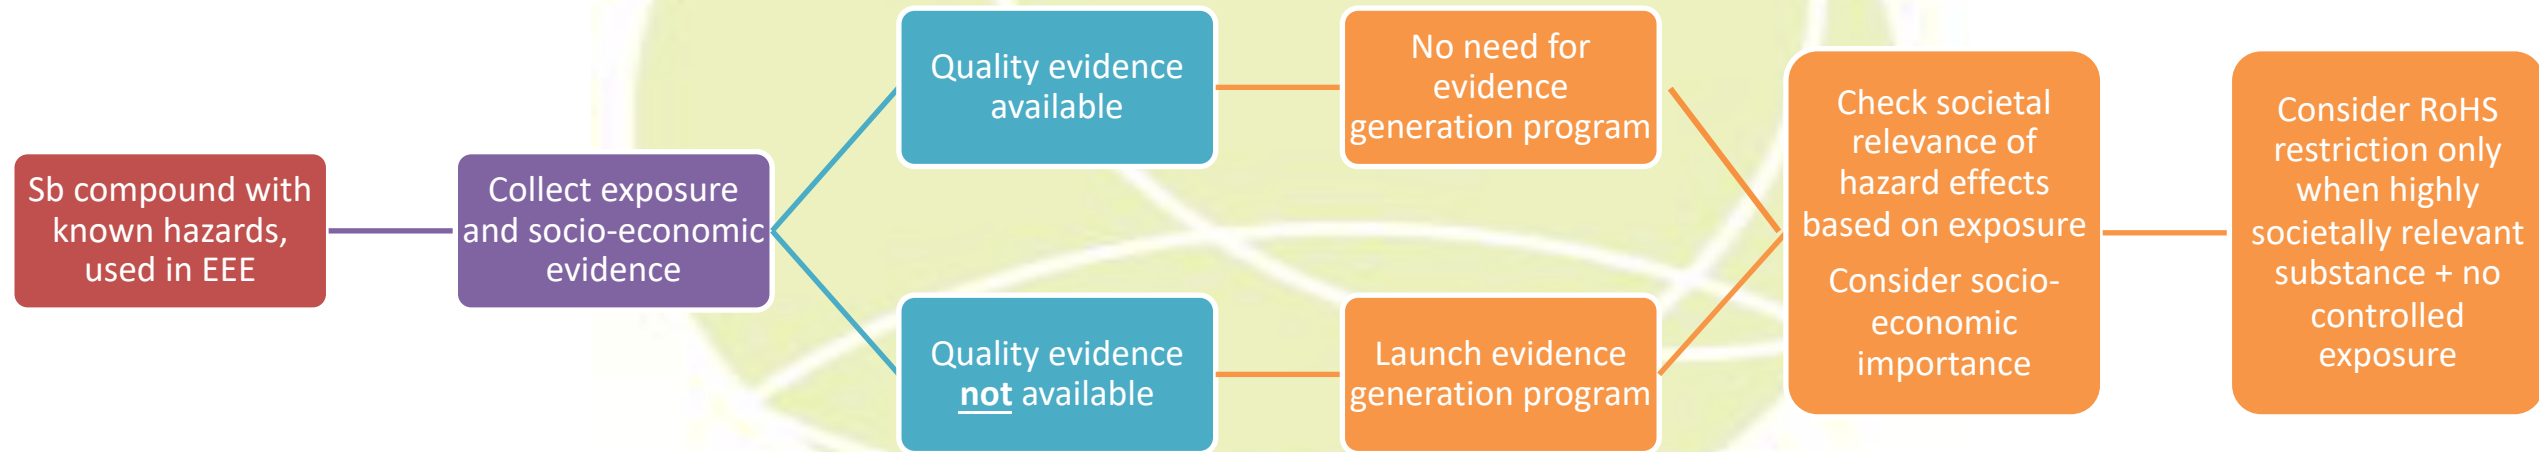 Sb compound with
known hazards,
used in EEE
Collect exposure
and socio-economic
evidence
Quality evidence
available
No need for
evidence
generation program
Quality evidence
not available
Launch evidence
generation program
Check societal
relevance of
hazard effects
based on exposure
Consider socio-
economic
importance
Consider RoHS
restriction only
when highly
societally relevant
substance + no
controlled
exposure